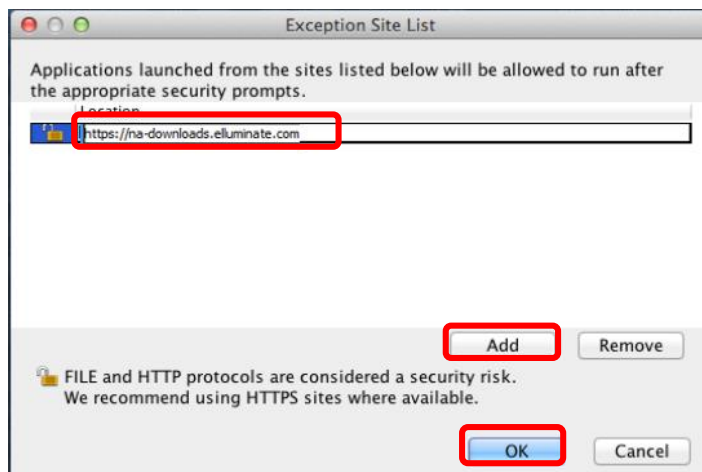 Exception Site List
Applications launched from the sites listed below will be allowed to run after
the appropriate security prompts.
Location
https://na-downloads.elluminate.com
Add
Remove
FILE and HTTP protocols are considered a security risk.
We recommend using HTTPS sites where available.
OK
Cancel